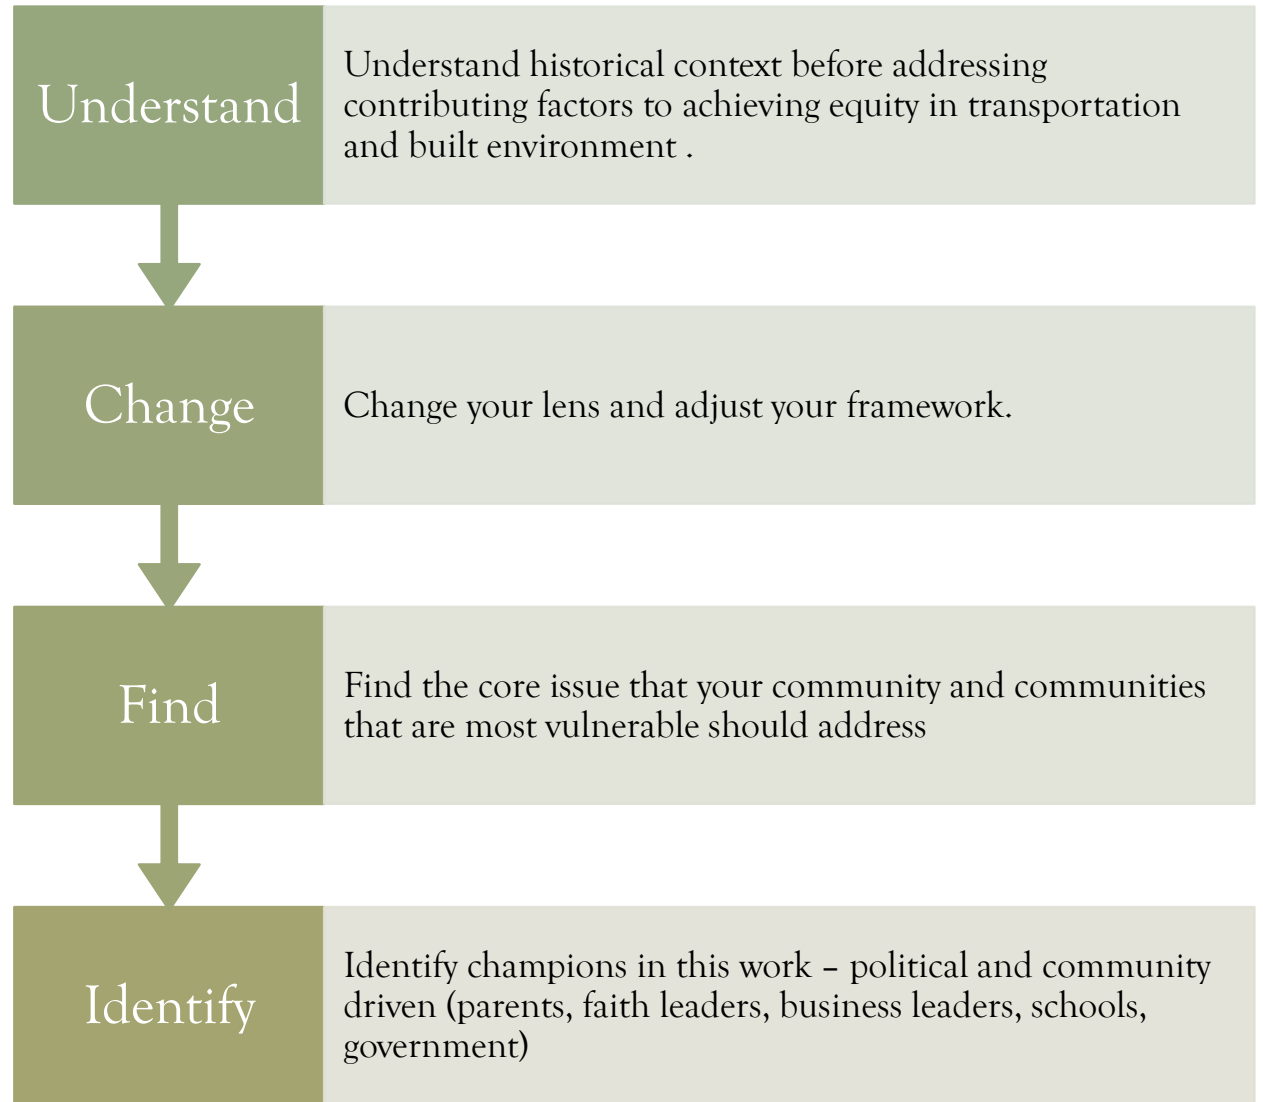 Understand
Understand historical context before addressing
contributing factors to achieving equity in transportation
and built environment .
Change
Change your lens and adjust your framework.
Find
Find the core issue that your community and communities
that are most vulnerable should address
Identify
Identify champions in this work – political and community
driven (parents, faith leaders, business leaders, schools,
government)